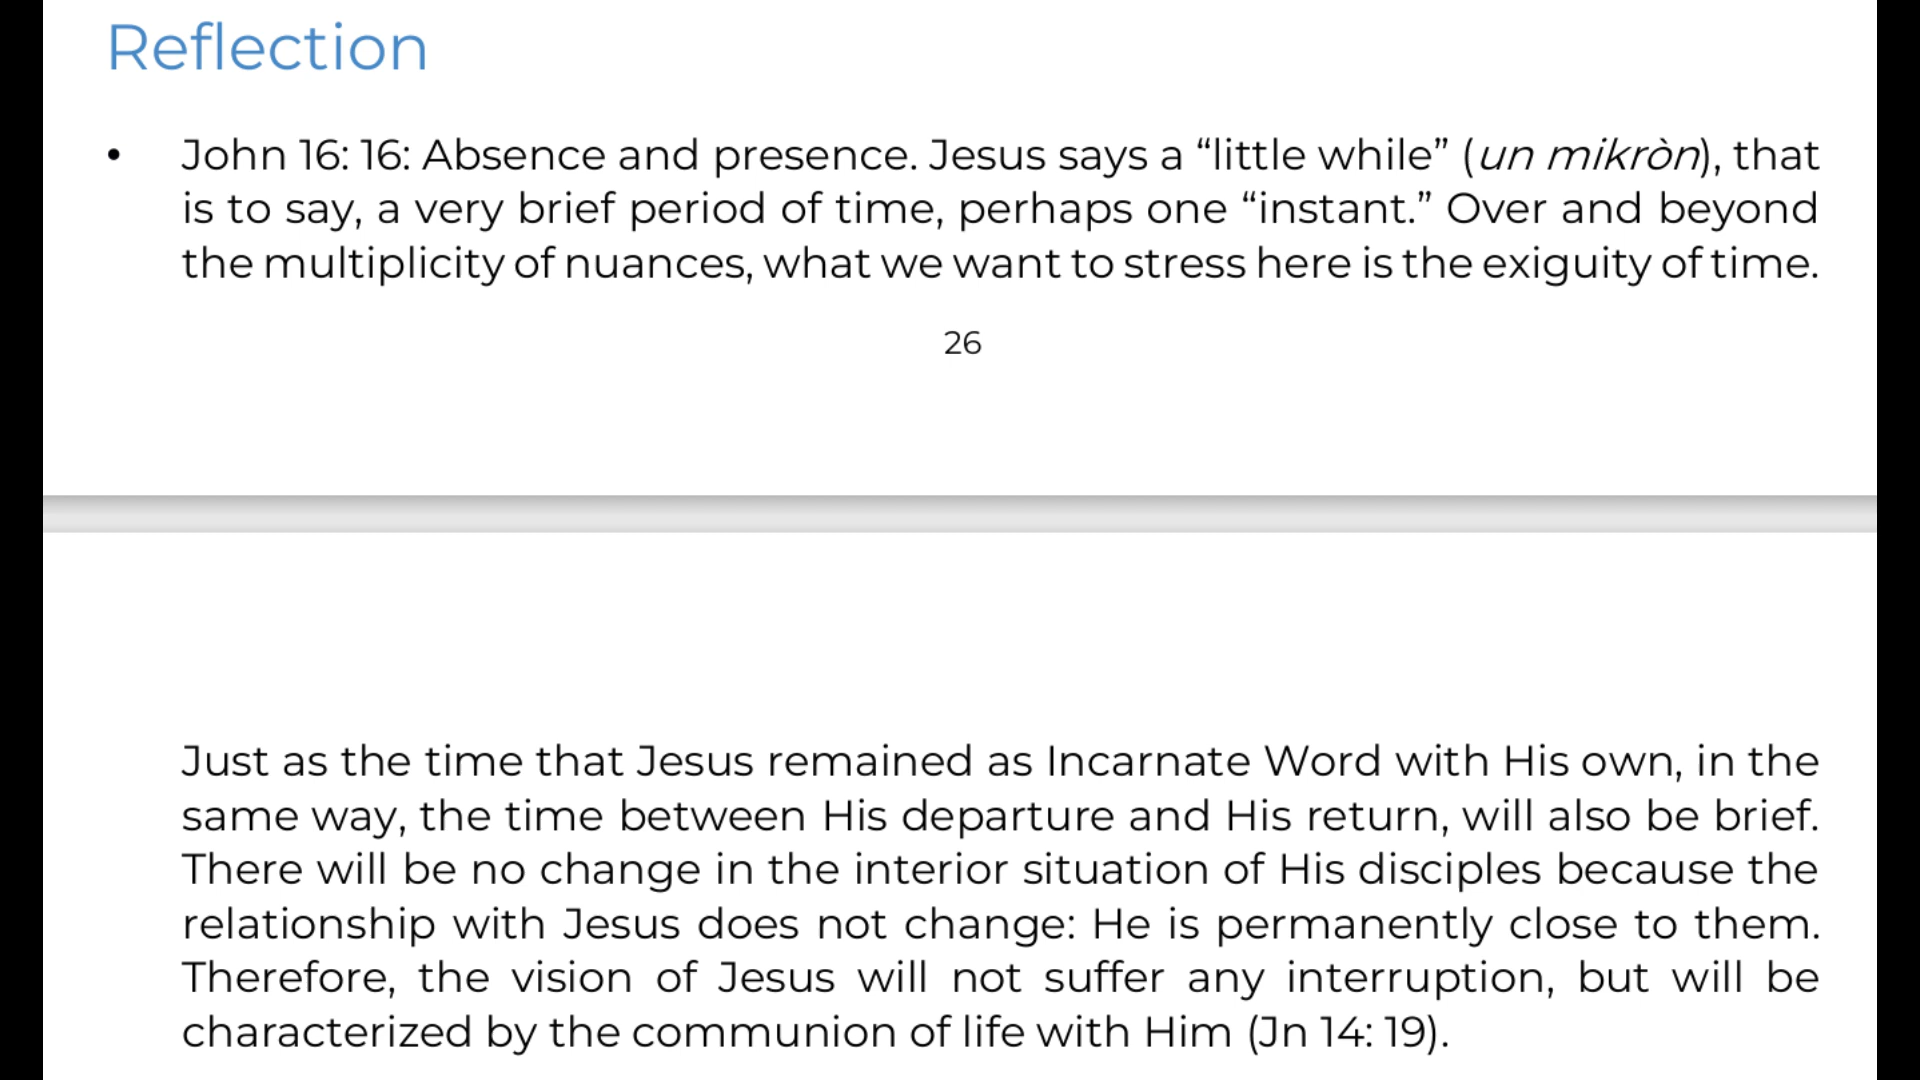 Reflection
• John 16: 16: Absence and presence. Jesus says a “little while” (un mikròn), that
is to say, a very brief period of time, perhaps one “instant.” Over and beyond
the multiplicity of nuances, what we want to stress here is the exiguity of time.
26
Just as the time that Jesus remained as Incarnate Word with His own, in the
same way, the time between His departure and His return, will also be brief.
There will be no change in the interior situation of His disciples because the
relationship with Jesus does not change: He is permanently close to them.
Therefore, the vision of Jesus will not suffer any interruption, but will be
characterized by the communion of life with Him (Jn 14: 19).